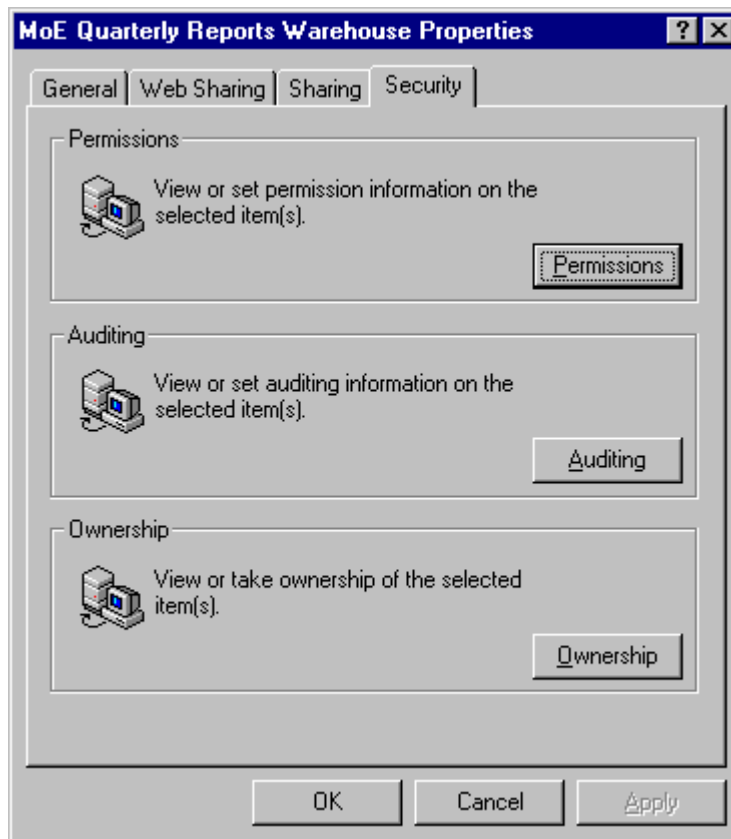 MoE Quarterly Reports Warehouse Properties
General Web Sharing Sharing Security
Permissions
View or set permission information on the
selected item(s).
Permissions
Auditing
View or set auditing information on the
selected item(s).
Auditing
Ownership
View or take ownership of the selected
item(s).
Ownership
OK Cancel Apply